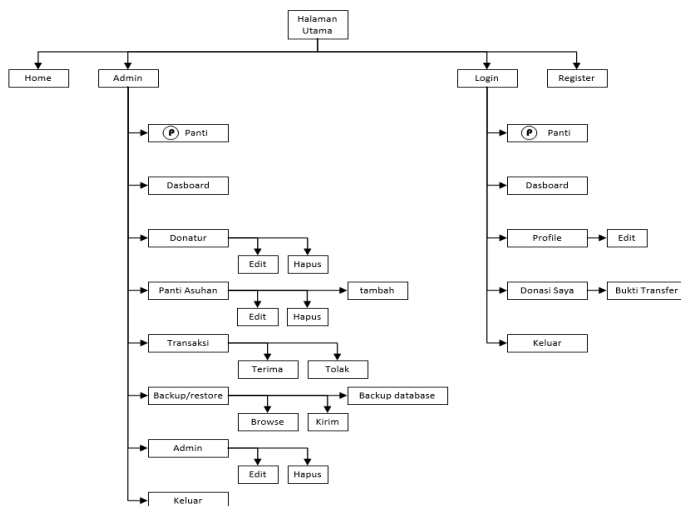 Halaman
Utama
Home
Admin
Login
Register
P Panti
P Panti
Dasboard
Dasboard
Donatur
Profile
Edit
Edit
Hapus
Panti Asuhan
tambah
Donasi Saya
Bukti Transfer
Edit
Hapus
Transaksi
Keluar
Terima
Tolak
Backup/restore
Backup database
Browse
Kirim
Admin
Edit
Hapus
Keluar